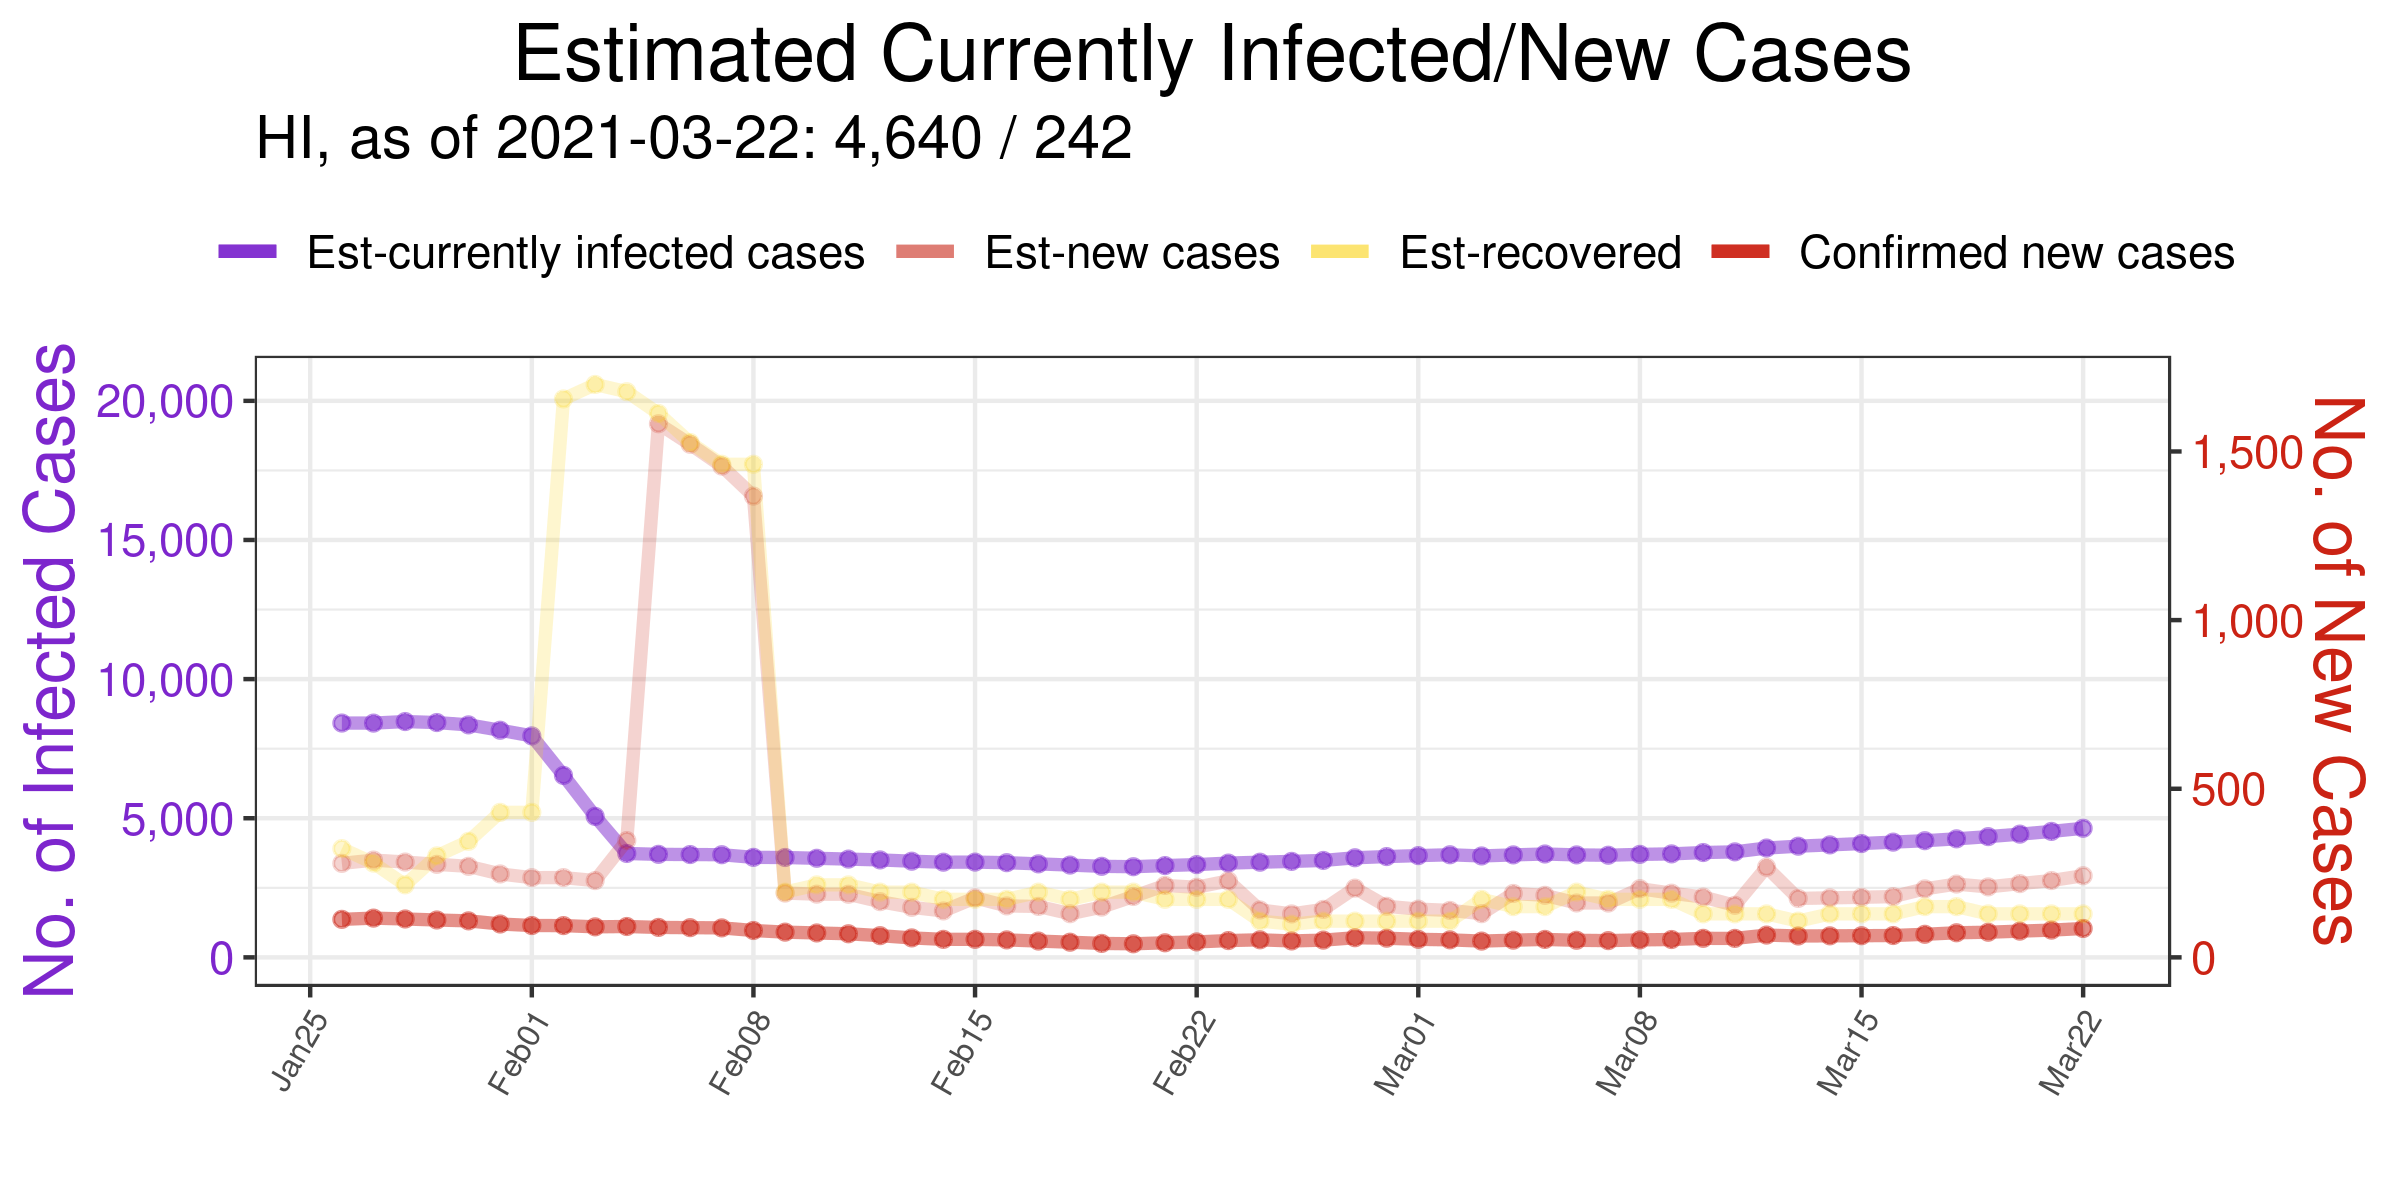 Estimated Currently Infected/New Cases
HI, as of 2021-03-22: 4,640 / 242
Est-currently infected cases Est-new cases Est-recovered Confirmed new cases
No. of Infected Cases
20,000
15,000
10,000
5,000
0
1,500
1,000
500
0
No. of New Cases
Jan25 Feb01 Feb08 Feb15 Feb22 Mar01 Mar08 Mar15 Mar22